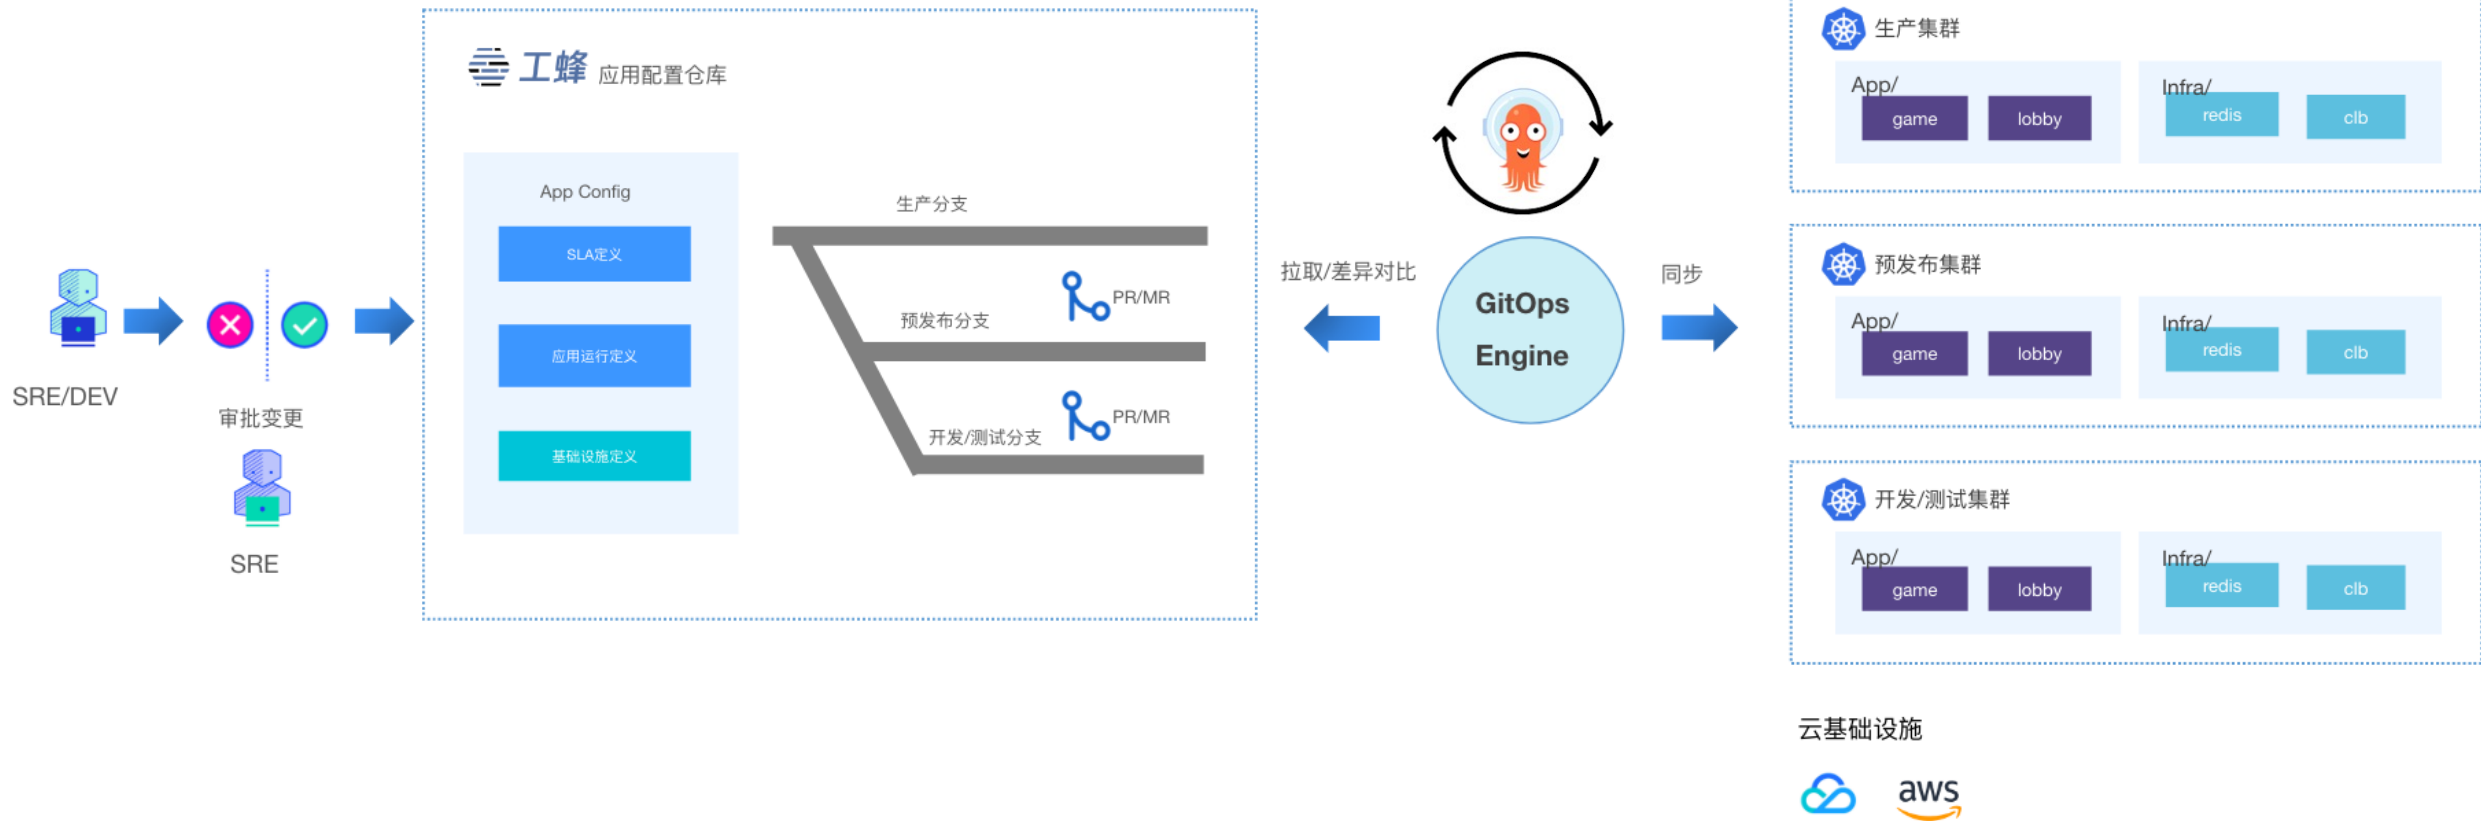 SRE/DEV
审批变更
SRE
工蜂 应用配置仓库
App Config
SLA定义
应用运行定义
基础设施定义
生产分支
PR/MR
预发布分支
PR/MR
开发/测试分支
拉取/差异对比
GitOps
Engine
同步
生产集群
App/
game
lobby
Infra/
redis
clb
预发布集群
App/
game
lobby
Infra/
redis
clb
开发/测试集群
App/
game
lobby
Infra/
redis
clb
云基础设施
aws